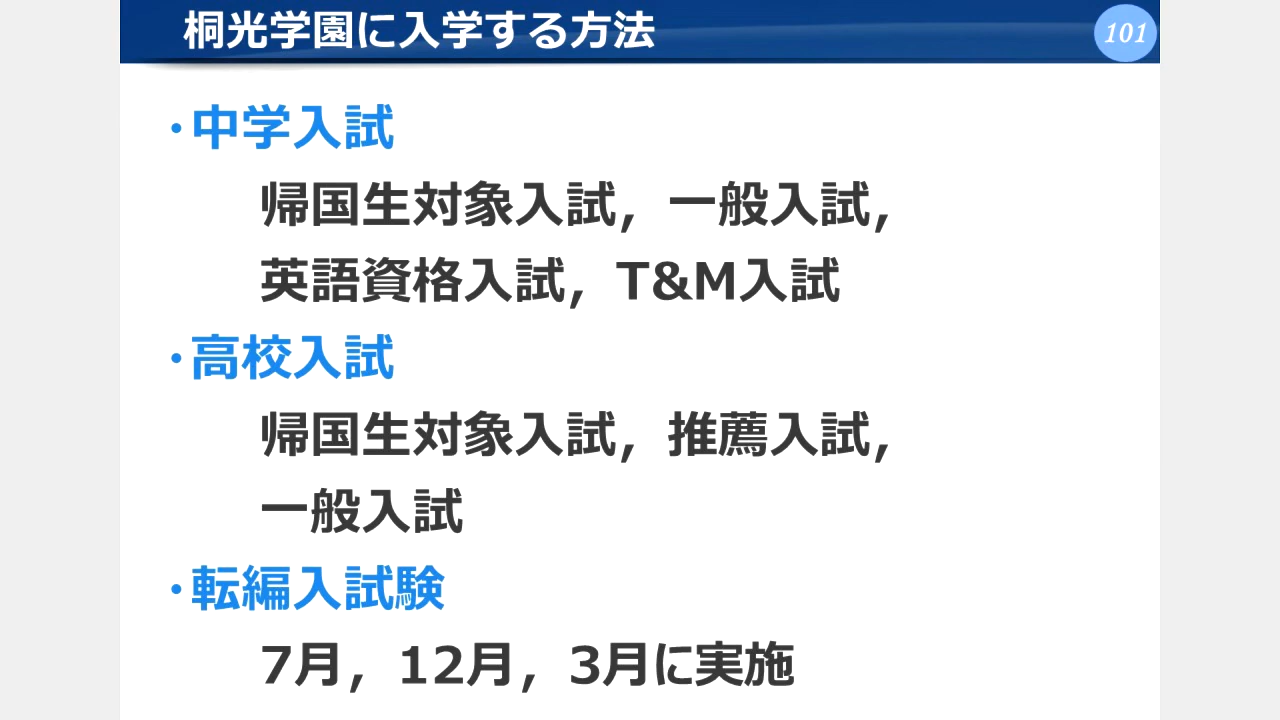 桐光学園に入学する方法
101
・中学入試
帰国生対象入試，一般入試，
英語資格入試，T&M入試
・高校入試
帰国生対象入試，推薦入試，
一般入試
・転編入試験
7月，12月，3月に実施